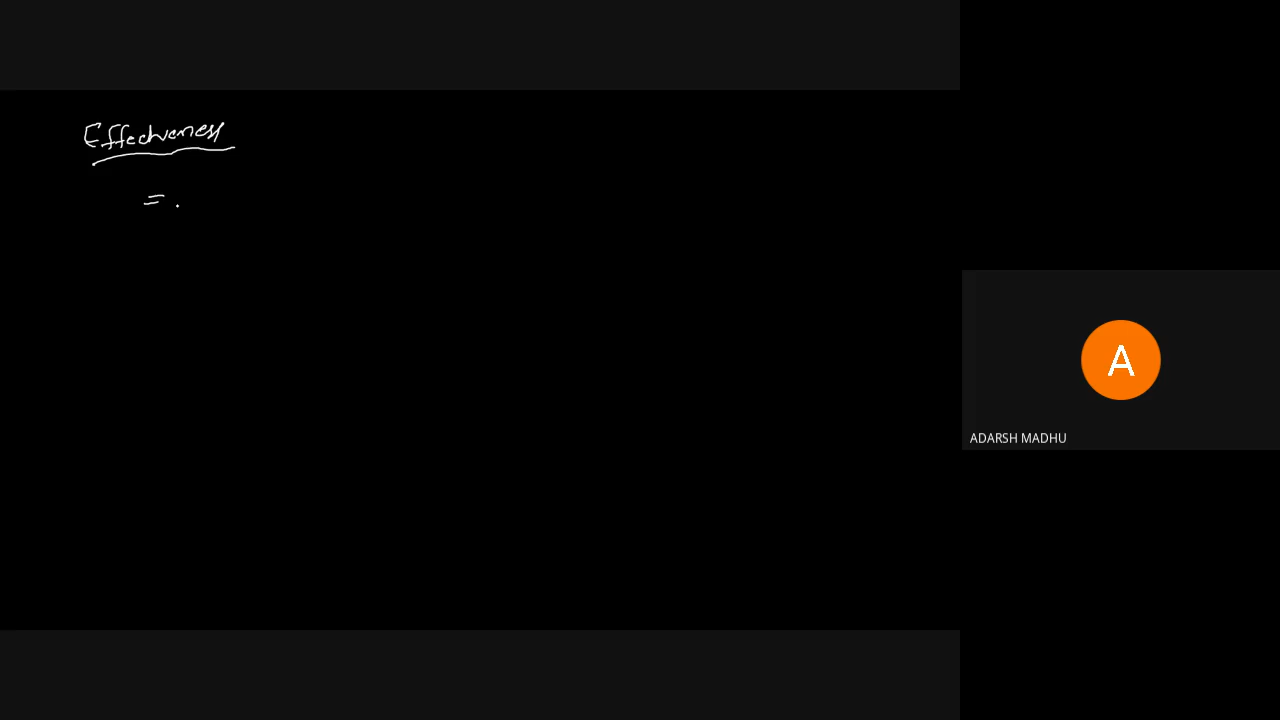 Effectiveness
= .
A
ADARSH MADHU